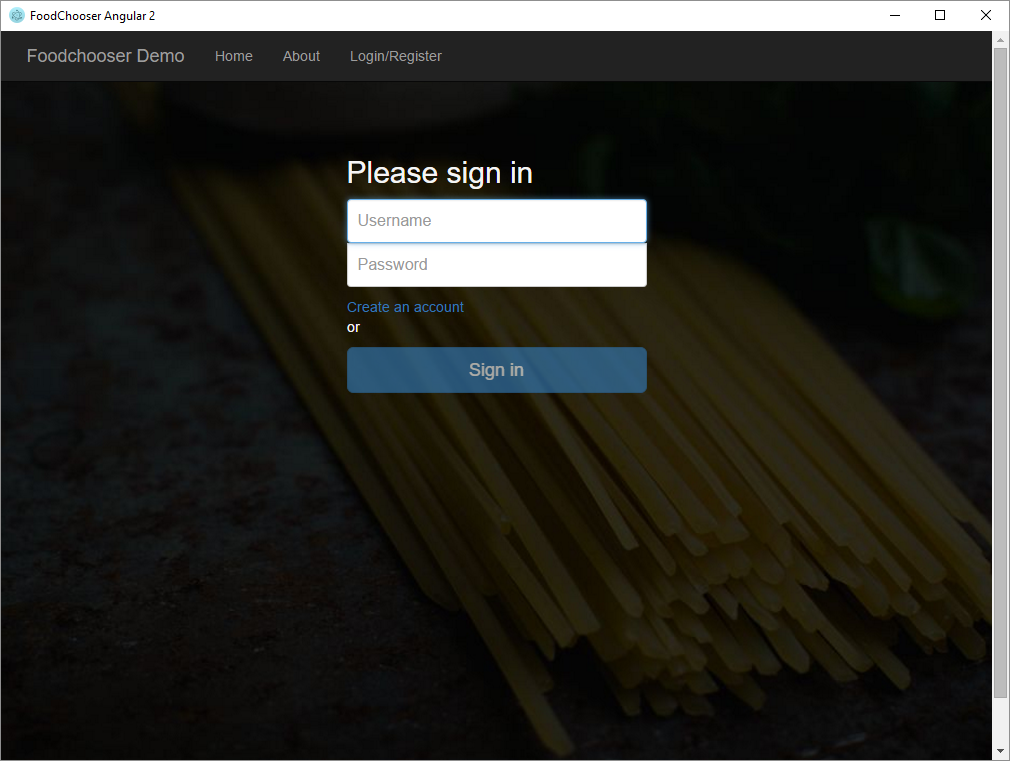 FoodChooser Angular 2
Foodchooser Demo Home About Login/Register
Please sign in
Username
Password
Create an account
or
Sign in